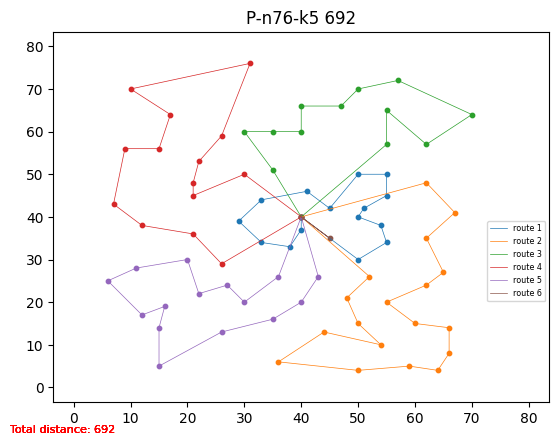 P-n76-k5 692
80
70
60
50
40
30
20
10
0
route 1
route 2
route 3
route 4
route 5
route 6
0 10 20 30 40 50 60 70 80
Total distance: 692